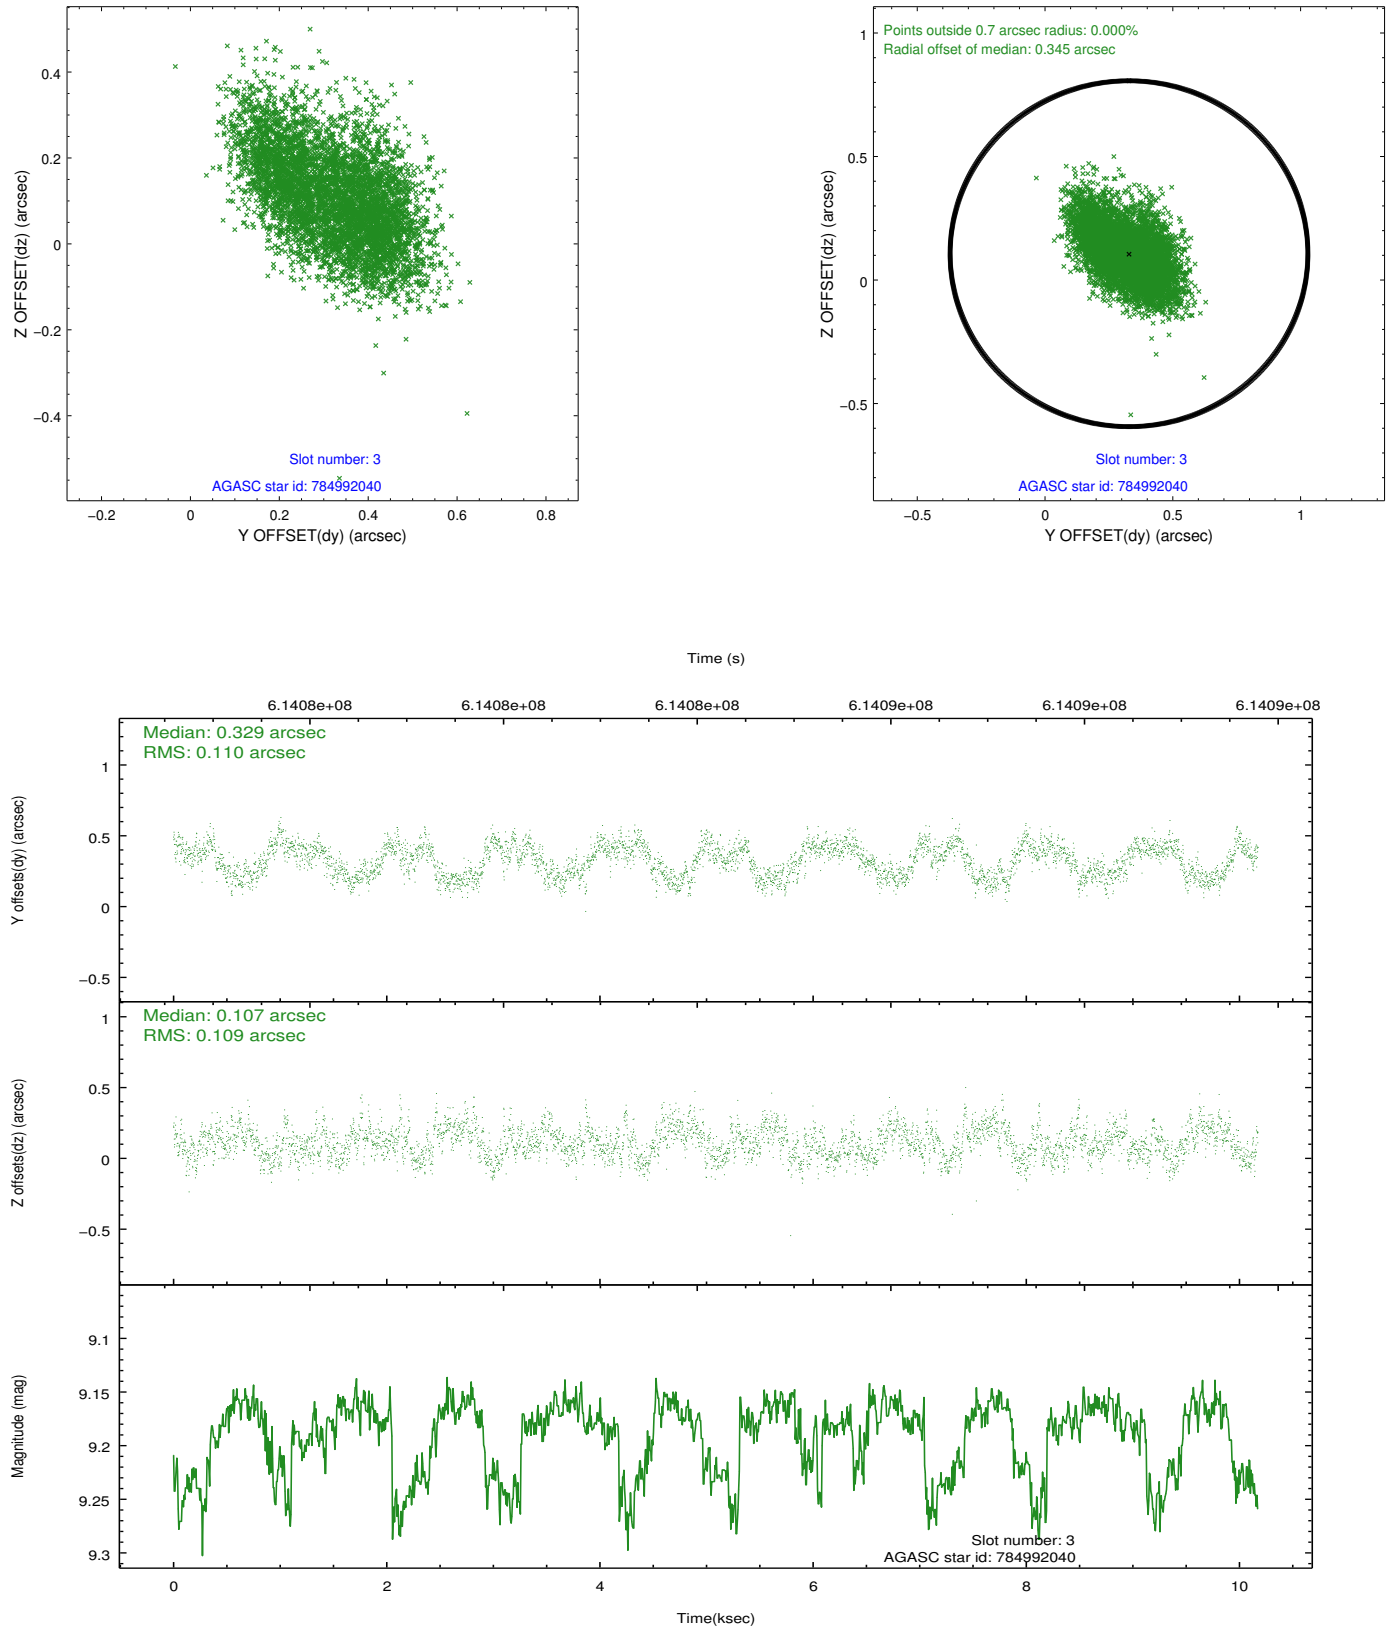 0.4
0.2
0
−0.2
−0.4
Z OFFSET(dz) (arcsec)
Slot number: 3
AGASC star id: 784992040
−0.2 0 0.2 0.4 0.6 0.8
Y OFFSET(dy) (arcsec)
Points outside 0.7 arcsec radius: 0.000%
Radial offset of median: 0.345 arcsec
1
0.5
0
−0.5
Z OFFSET(dz) (arcsec)
Slot number: 3
AGASC star id: 784992040
−0.5 0 0.5 1
Y OFFSET(dy) (arcsec)
Time (s)
6.1408e+08 6.1408e+08 6.1408e+08 6.1409e+08 6.1409e+08 6.1409e+08
Median: 0.329 arcsec
RMS: 0.110 arcsec
1
0.5
0
−0.5
Y offsets(dy) (arcsec)
Median: 0.107 arcsec
RMS: 0.109 arcsec
1
0.5
0
−0.5
Z offsets(dz) (arcsec)
9.1
9.15
9.2
9.25
9.3
Magnitude (mag)
Slot number: 3
AGASC star id: 784992040
0 2 4 6 8 10
Time(ksec)